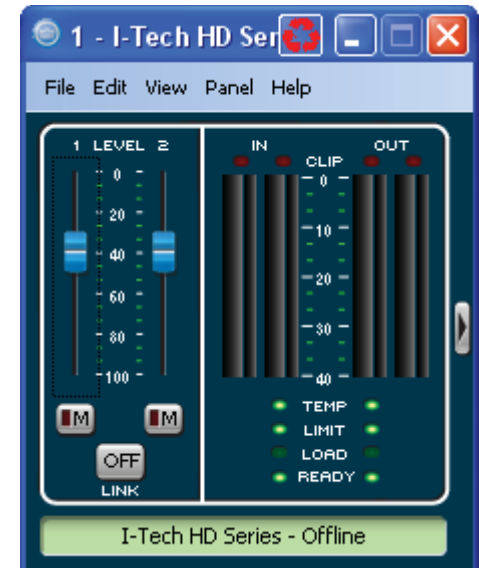 1 - I-Tech HD Ser
File Edit View Panel Help
1 LEVEL 2
0
20
40
60
80
100
M M
OFF
LINK
IN OUT
CLIP
0
10
20
30
40
TEMP
LIMIT
LOAD
READY
I-Tech HD Series - Offline